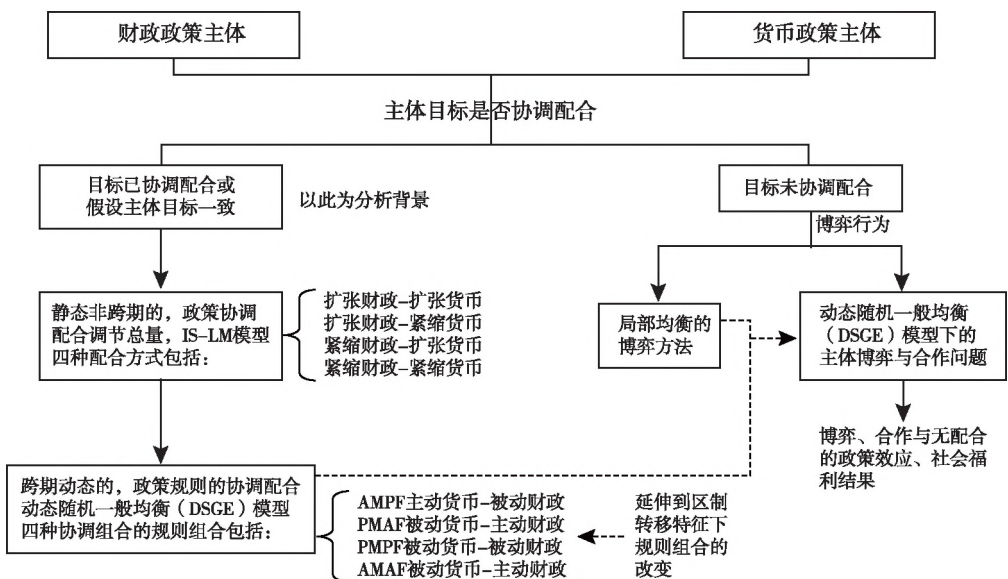 财政政策主体
货币政策主体
主体目标是否协调配合
目标已协调配合或
假设主体目标一致
以此为分析背景
目标未协调配合
博弈行为
静态非跨期的，政策协调
配合调节总量，IS-LM模型
四种配合方式包括：
扩张财政-扩张货币
扩张财政-紧缩货币
紧缩财政-扩张货币
紧缩财政-紧缩货币
局部均衡的
博弈方法
动态随机一般均衡
（DSGE）模型下的
主体博弈与合作问题
博弈、合作与无配合
的政策效应、社会福
利结果
跨期动态的，政策规则的协调配合
动态随机一般均衡（DSGE）模型
四种协调组合的规则组合包括：
AMPF主动货币-被动财政
PMAF被动货币-主动财政
PMPF被动货币-被动财政
AMAF被动货币-主动财政
延伸到区制
转移特征下
规则组合的
改变